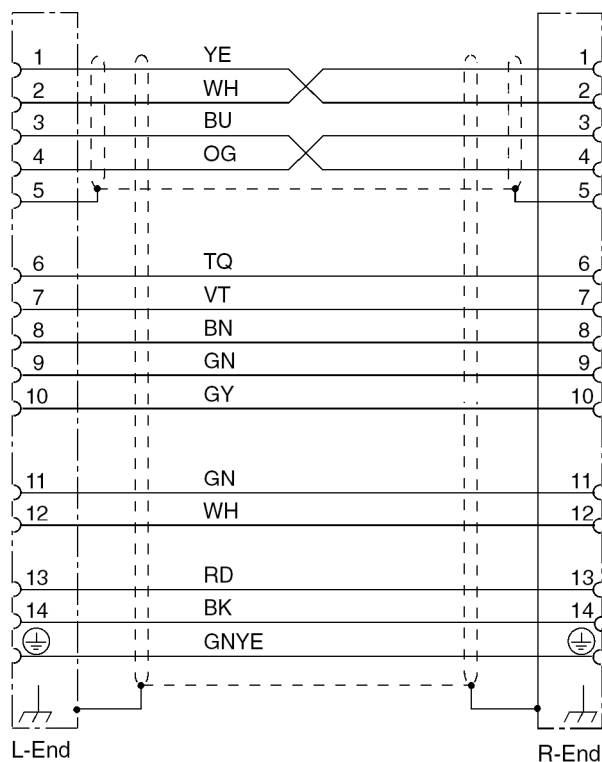 1 YE 1
2 WH 2
3 BU 3
4 OG 4
5 5
6 TQ 6
7 VT 7
8 BN 8
9 GN 9
10 GY 10
11 GN 11
12 WH 12
13 RD 13
14 BK 14
GNYE
L-End R-End